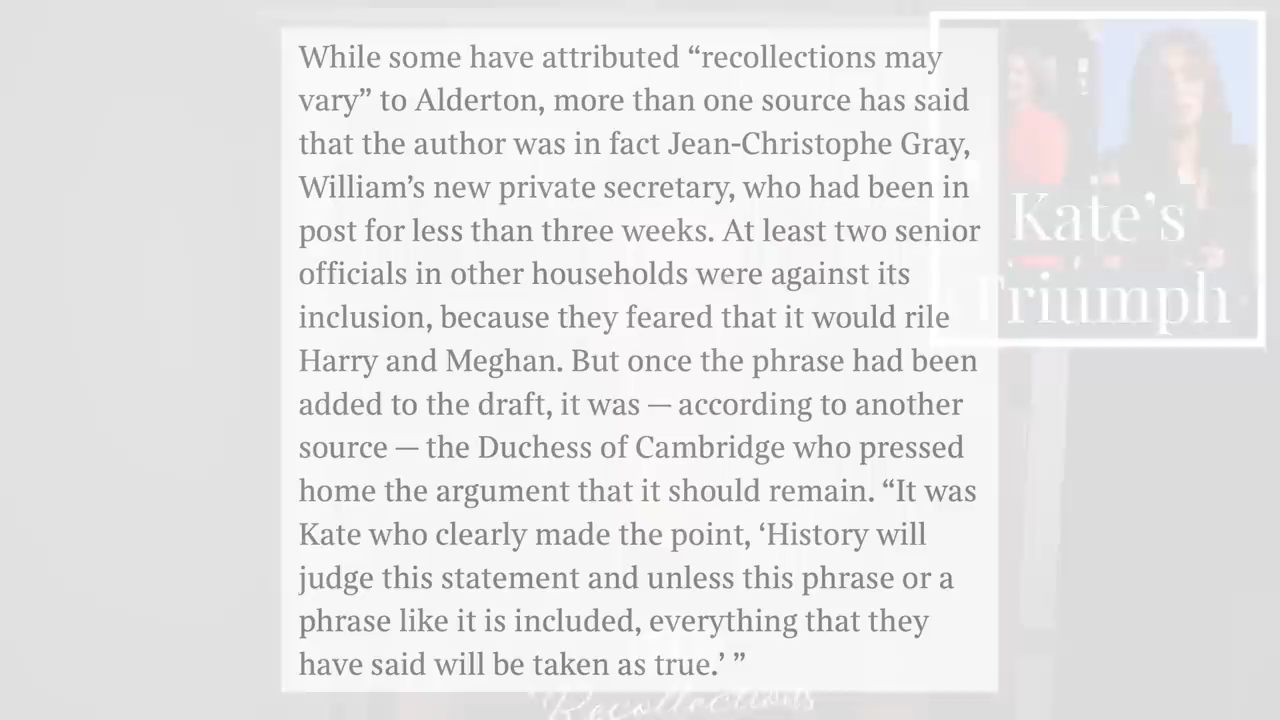 While some have attributed “recollections may
vary” to Alderton, more than one source has said
that the author was in fact Jean-Christophe Gray,
William’s new private secretary, who had been in
post for less than three weeks. At least two senior
officials in other households were against its
inclusion, because they feared that it would rile
Harry and Meghan. But once the phrase had been
added to the draft, it was — according to another
source — the Duchess of Cambridge who pressed
home the argument that it should remain. “It was
Kate who clearly made the point, ‘History will
judge this statement and unless this phrase or a
phrase like it is included, everything that they
have said will be taken as true.’ ”
Kate’s
Triumph
Recollections